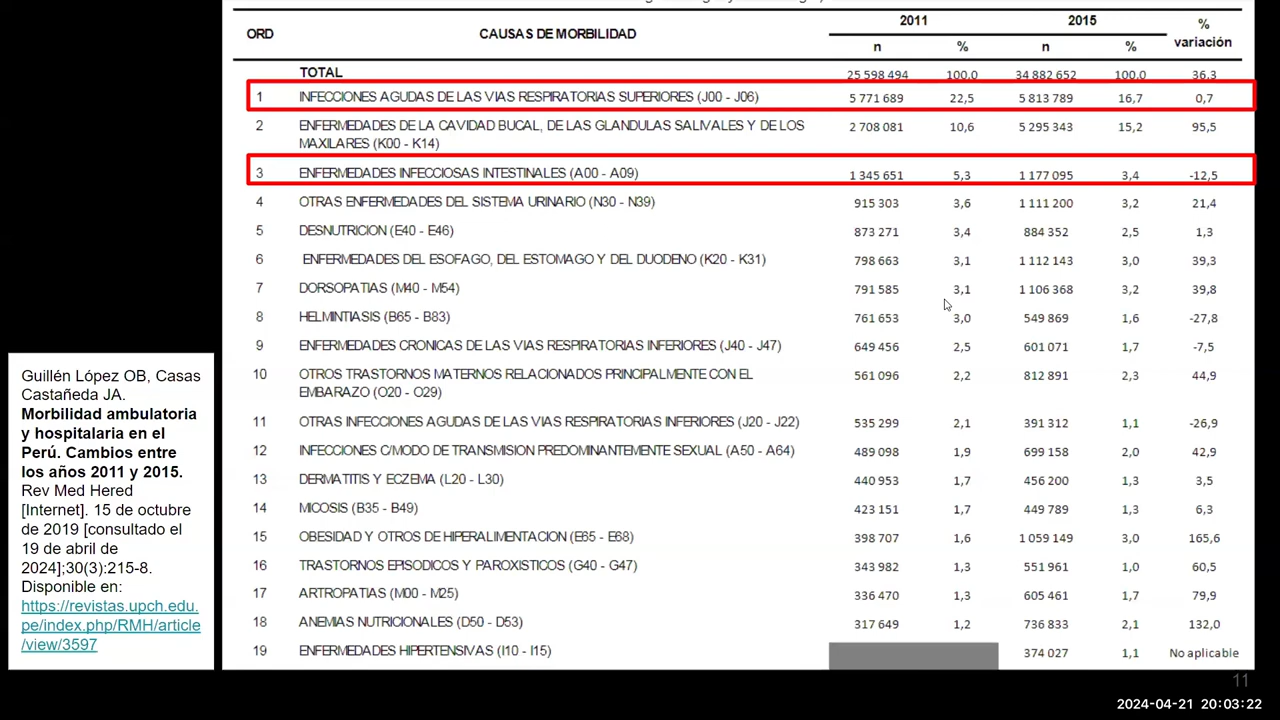 2011 2015 %
ORD CAUSAS DE MORBILIDAD variación
n % n %
TOTAL 25 598 494 100,0 34 882 652 100,0 36,3
1 INFECCIONES AGUDAS DE LAS VIAS RESPIRATORIAS SUPERIORES (J00 - J06) 5 771 689 22,5 5 813 789 16,7 0,7
2 ENFERMEDADES DE LA CAVIDAD BUCAL, DE LAS GLANDULAS SALIVALES Y DE LOS 2 708 081 10,6 5 295 343 15,2 95,5
MAXILARES (K00 - K14)
3 ENFERMEDADES INFECCIOSAS INTESTINALES (A00 - A09) 1 345 651 5,3 1 177 095 3,4 -12,5
4 OTRAS ENFERMEDADES DEL SISTEMA URINARIO (N30 - N39) 915 303 3,6 1 111 200 3,2 21,4
5 DESNUTRICION (E40 - E46) 873 271 3,4 884 352 2,5 1,3
6 ENFERMEDADES DEL ESOFAGO, DEL ESTOMAGO Y DEL DUODENO (K20 - K31) 798 663 3,1 1 112 143 3,0 39,3
7 DORSOPATIAS (M40 - M54) 791 585 3,1 1 106 368 3,2 39,8
8 HELMINTIASIS (B65 - B83) 761 653 3,0 549 869 1,6 -27,8
9 ENFERMEDADES CRONICAS DE LAS VIAS RESPIRATORIAS INFERIORES (J40 - J47) 649 456 2,5 601 071 1,7 -7,5
10 OTROS TRASTORNOS MATERNOS RELACIONADOS PRINCIPALMENTE CON EL 561 096 2,2 812 891 2,3 44,9
EMBARAZO (O20 - O29)
11 OTRAS INFECCIONES AGUDAS DE LAS VIAS RESPIRATORIAS INFERIORES (J20 - J22) 535 299 2,1 391 312 1,1 -26,9
12 INFECCIONES C/MODO DE TRANSMISION PREDOMINANTEMENTE SEXUAL (A50 - A64) 489 098 1,9 699 158 2,0 42,9
13 DERMATITIS Y ECZEMA (L20 - L30) 440 953 1,7 456 200 1,3 3,5
14 MICOSIS (B35 - B49) 423 151 1,7 449 789 1,3 6,3
15 OBESIDAD Y OTROS DE HIPERALIMENTACION (E65 - E68) 398 707 1,6 1 059 149 3,0 165,6
16 TRASTORNOS EPISODICOS Y PAROXISTICOS (G40 - G47) 343 982 1,3 551 961 1,0 60,5
17 ARTROPATIAS (M00 - M25) 336 470 1,3 605 461 1,7 79,9
18 ANEMIAS NUTRICIONALES (D50 - D53) 317 649 1,2 736 833 2,1 132,0
19 ENFERMEDADES HIPERTENSIVAS (I10 - I15) 374 027 1,1 No aplicable
Guillén López OB, Casas
Castañeda JA.
Morbilidad ambulatoria
y hospitalaria en el
Perú. Cambios entre
los años 2011 y 2015.
Rev Med Hered
[Internet]. 15 de octubre
de 2019 [consultado el
19 de abril de
2024];30(3):215-8.
Disponible en:
https://revistas.upch.edu.
pe/index.php/RMH/article
/view/3597
11
2024-04-21 20:03:22